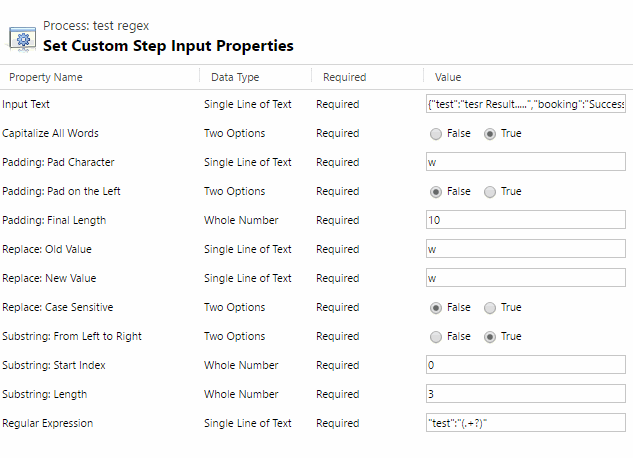 Process: test regex
Set Custom Step Input Properties
Property Name Data Type Required Value
Input Text Single Line of Text Required {"test":"tesr Result.....","booking":"Success
Capitalize All Words Two Options Required False True
Padding: Pad Character Single Line of Text Required w
Padding: Pad on the Left Two Options Required False True
Padding: Final Length Whole Number Required 10
Replace: Old Value Single Line of Text Required w
Replace: New Value Single Line of Text Required w
Replace: Case Sensitive Two Options Required False True
Substring: From Left to Right Two Options Required False True
Substring: Start Index Whole Number Required 0
Substring: Length Whole Number Required 3
Regular Expression Single Line of Text Required "test":"(.+?)"